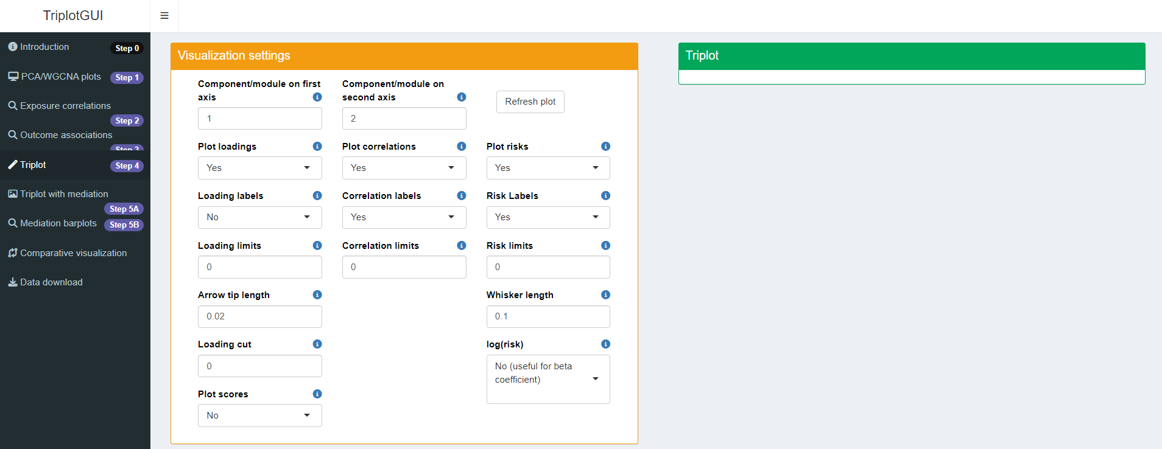 TriplotGUI
Introduction
Step 0
PCA/WGCNA plots
Step 1
Exposure correlations
Step 2
Outcome associations
Step 3
Triplot
Step 4
Triplot with mediation
Step 5A
Mediation barplots
Step 5B
Comparative visualization
Data download
Visualization settings
Component/module on first
axis
1
Component/module on
second axis
2
Refresh plot
Plot loadings
Yes
Plot correlations
Yes
Plot risks
Yes
Loading labels
No
Correlation labels
Yes
Risk Labels
Yes
Loading limits
0
Correlation limits
0
Risk limits
0
Arrow tip length
0.02
Whisker length
0.1
Loading cut
0
log(risk)
No (useful for beta
coefficient)
Plot scores
No
Triplot